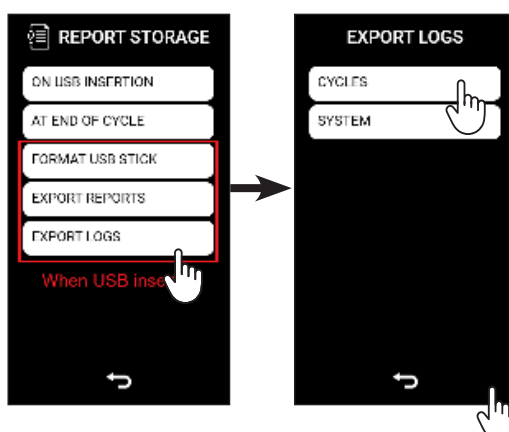 REPORT STORAGE
ON USB INSERTION
AT END OF CYCLE
FORMAT USB STICK
EXPORT REPORTS
EXPORT LOGS
When USB
EXPORT LOGS
CYCLES
SYSTEM